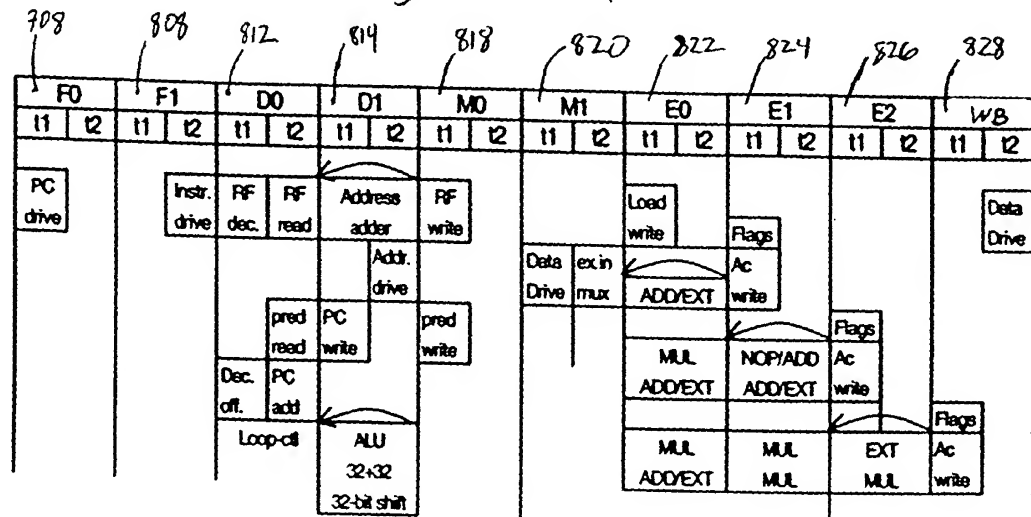 708 808 812 814 818 820 822 824 826 828
F0 F1 D0 D1 M0 M1 E0 E1 E2 WB
t1 t2 t1 t2 t1 t2 t1 t2 t1 t2 t1 t2 t1 t2 t1 t2 t1 t2 t1 t2
PC Instr. RF RF Address RF Load Data
drive drive dec. read adder write write Flags Drive
Addr. Data ex.in Ac
drive Drive mux ADD/EXT write
pred PC pred Flags
read write write MUL NOP/ADD Ac
Dec. PC ADD/EXT ADD/EXT write
off. add Flags
Loop-ctl ALU MUL MUL EXT Ac
32+32 ADD/EXT MUL MUL write
32-bit shift